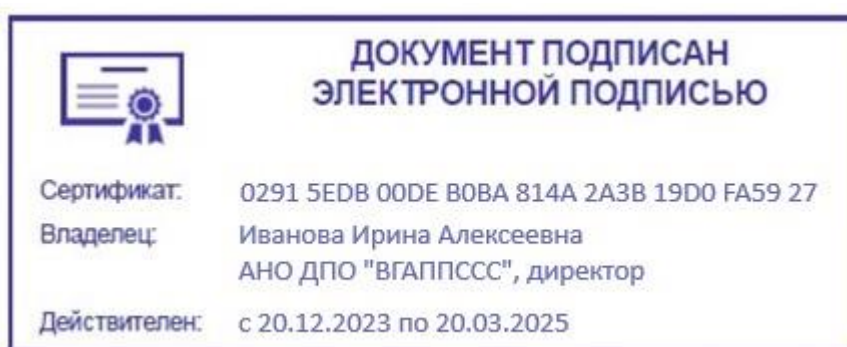 ДОКУМЕНТ ПОДПИСАН
ЭЛЕКТРОННОЙ ПОДПИСЬЮ
Сертификат: 0291 5EDB 00DE B0BA 814A 2A3B 19D0 FA59 27
Владелец: Иванова Ирина Алексеевна
АНО ДПО "ВГАППССС", директор
Действителен: с 20.12.2023 по 20.03.2025